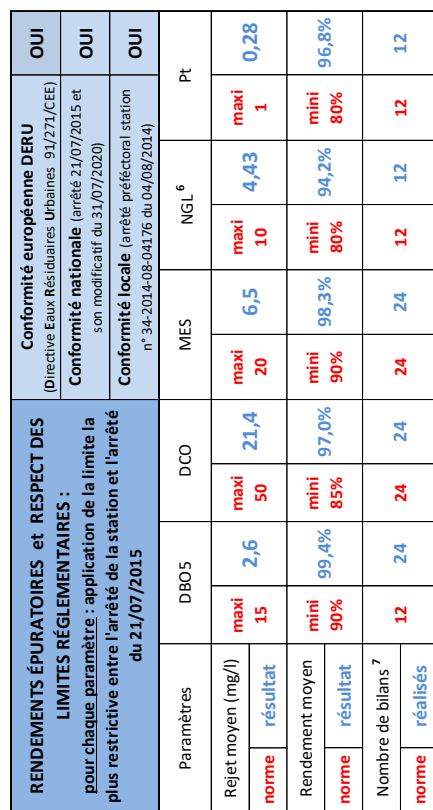 RENDEMENTS ÉPURATOIRES et RESPECT DES
LIMITES RÉGLEMENTAIRES :
pour chaque paramètre : application de la limite la
plus restrictive entre l'arrêté de la station et l'arrêté
du 21/07/2015
Conformité européenne DERU
(Directive Eaux Résiduaires Urbaines 91/271/CEE)
OUI
Conformité nationale (arrêté 21/07/2015 et
son modificatif du 31/07/2020)
OUI
Conformité locale (arrêté préféctoral station
n° 34-2014-08-04176 du 04/08/2014)
OUI
Paramètres DBO5 DCO MES NGL 6 Pt
Rejet moyen (mg/l) maxi maxi maxi maxi maxi
norme résultat 15 2,6 50 21,4 20 6,5 10 4,43 1 0,28
Rendement moyen mini mini mini mini mini
norme résultat 90% 99,4% 85% 97,0% 90% 98,3% 80% 94,2% 80% 96,8%
Nombre de bilans 7
norme réalisés 12 24 24 24 24 24 12 12 12 12